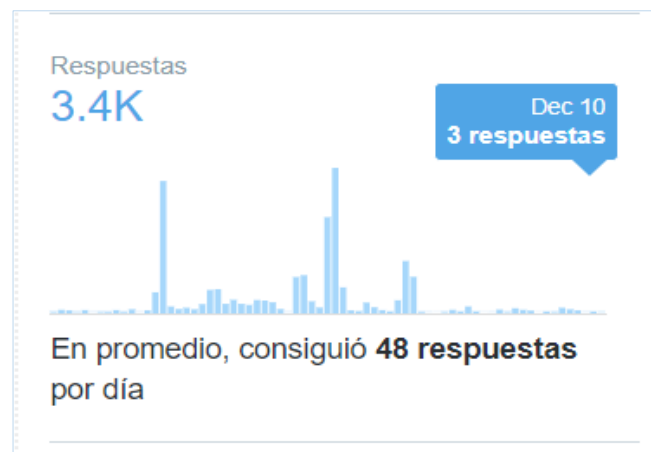 Respuestas
3.4K
Dec 10
3 respuestas
En promedio, consiguió 48 respuestas
por día